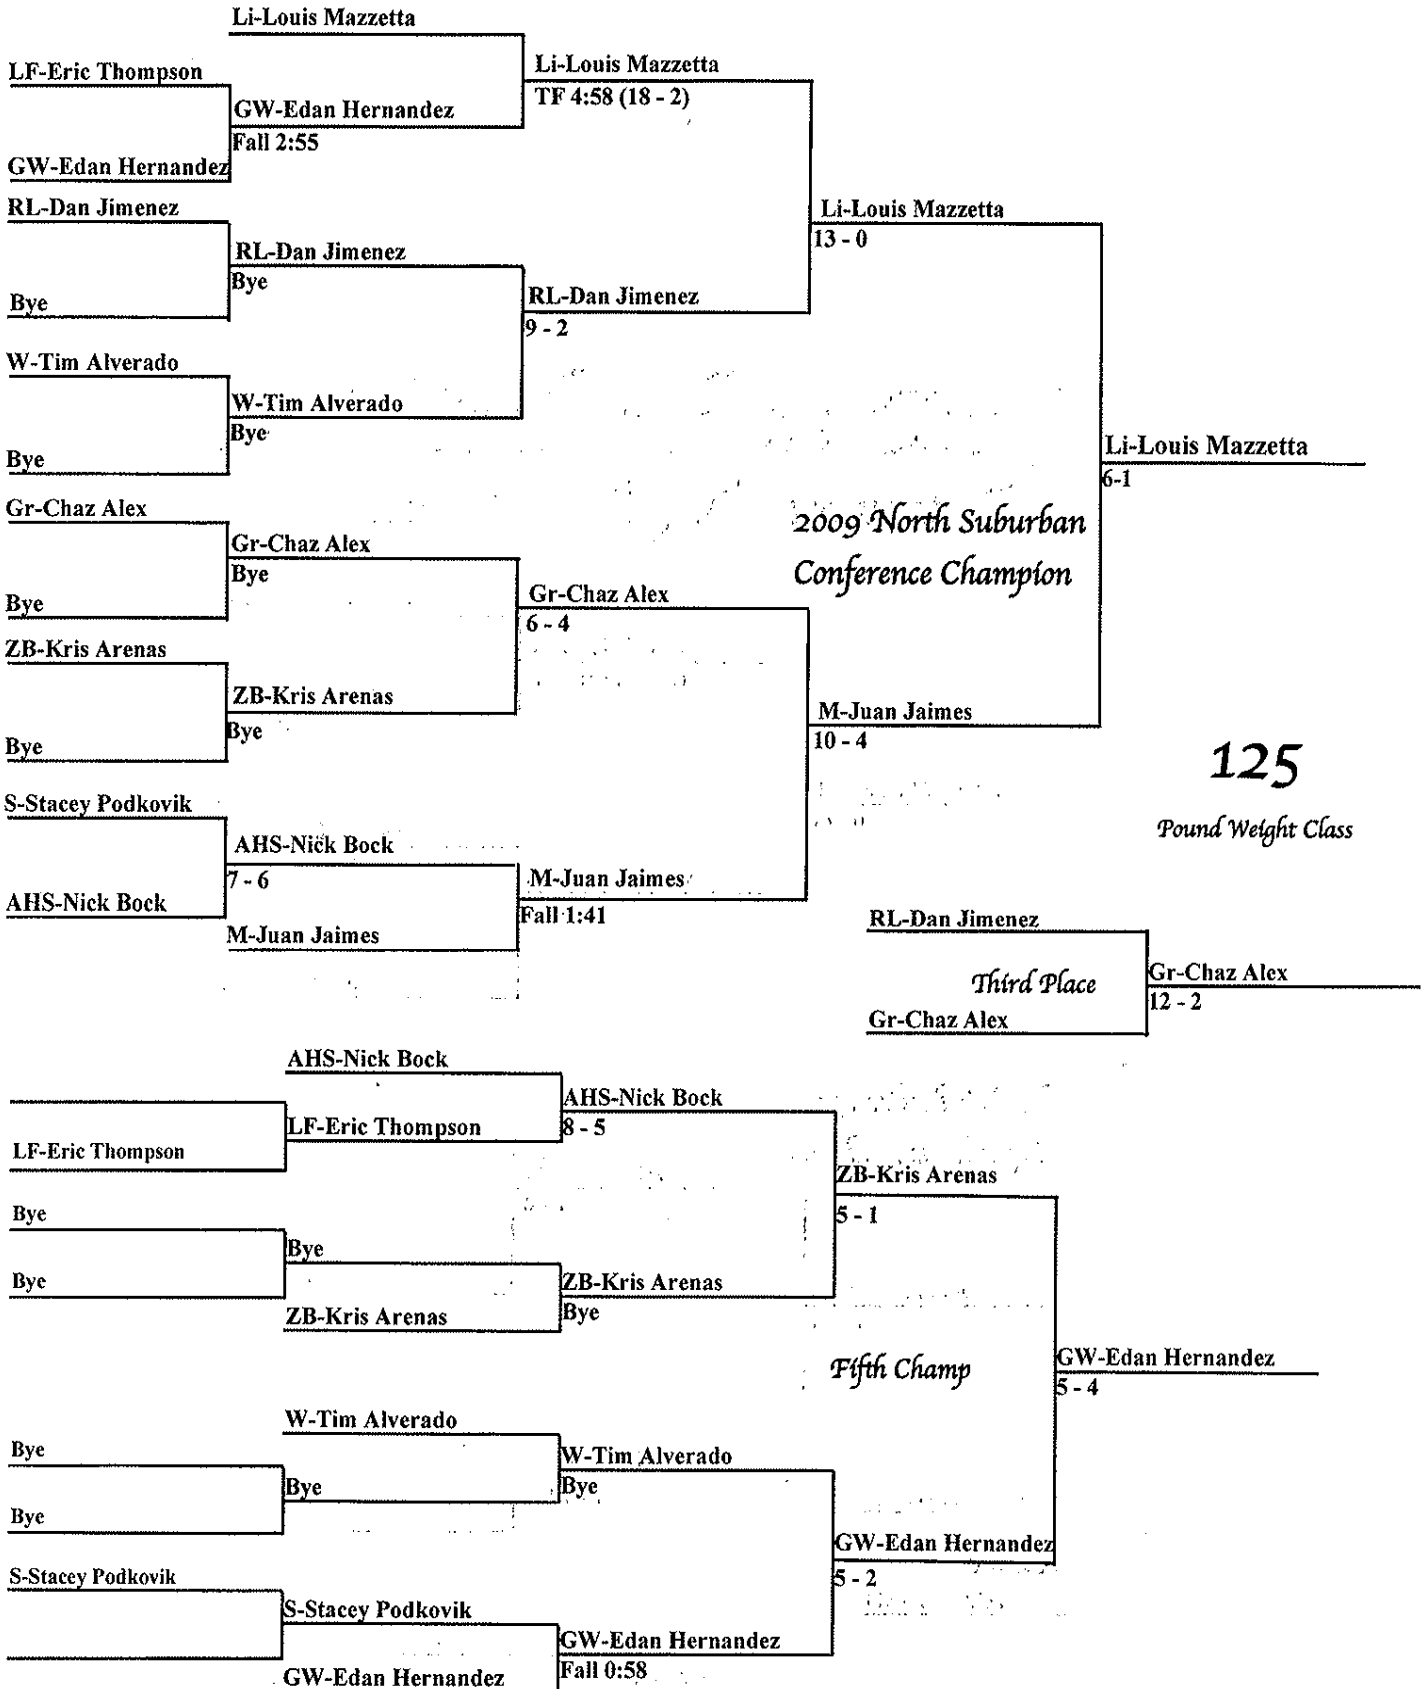 Li-Louis Mazzetta
LF-Eric Thompson
Li-Louis Mazzetta
TF 4:58 (18 - 2)
GW-Edan Hernandez
Fall 2:55
GW-Edan Hernandez
RL-Dan Jimenez
Li-Louis Mazzetta
13 - 0
RL-Dan Jimenez
Bye
Bye
RL-Dan Jimenez
9 - 2
W-Tim Alverado
W-Tim Alverado
Bye
Bye
Li-Louis Mazzetta
6-1
Gr-Chaz Alex
2009 North Suburban
Conference Champion
Gr-Chaz Alex
Bye
Bye
Gr-Chaz Alex
6 - 4
ZB-Kris Arenas
ZB-Kris Arenas
Bye
Bye
M-Juan Jaimes
10 - 4
125
Pound Weight Class
S-Stacey Podkovik
AHS-Nick Bock
7 - 6
AHS-Nick Bock
M-Juan Jaimes
Fall 1:41
M-Juan Jaimes
RL-Dan Jimenez
Third Place
Gr-Chaz Alex
12 - 2
Gr-Chaz Alex
AHS-Nick Bock
AHS-Nick Bock
8 - 5
LF-Eric Thompson
LF-Eric Thompson
ZB-Kris Arenas
5 - 1
Bye
Bye
Bye
ZB-Kris Arenas
Bye
ZB-Kris Arenas
Fifth Champ
GW-Edan Hernandez
5 - 4
W-Tim Alverado
Bye
W-Tim Alverado
Bye
Bye
Bye
GW-Edan Hernandez
5 - 2
S-Stacey Podkovik
S-Stacey Podkovik
GW-Edan Hernandez
Fall 0:58
GW-Edan Hernandez